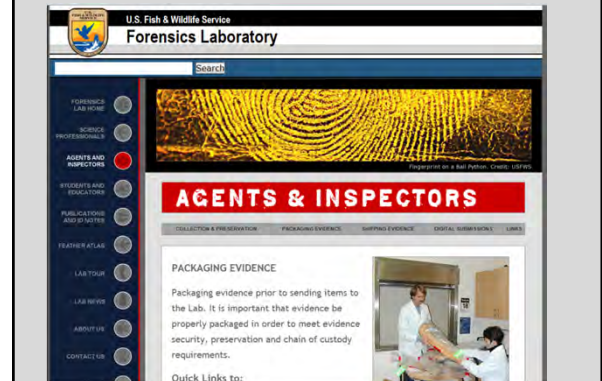 U.S. Fish & Wildlife Service
Forensics Laboratory
Search
FORENSICS
LAB HOME
SCIENCE
PROFESSIONALS
AGENTS AND
INSPECTORS
STUDENTS AND
EDUCATORS
PUBLICATIONS
AND ID NOTES
FEATHER ATLAS
LAB TOUR
LAB NEWS
ABOUT US
CONTACT US
Fingerprint on a Ball Python. Credit: USFWS
AGENTS & INSPECTORS
COLLECTION & PRESERVATION PACKAGING EVIDENCE SHIPPING EVIDENCE DIGITAL SUBMISSIONS LINKS
PACKAGING EVIDENCE
Packaging evidence prior to sending items to
the Lab. It is important that evidence be
properly packaged in order to meet evidence
security, preservation and chain of custody
requirements.
Quick Links to: